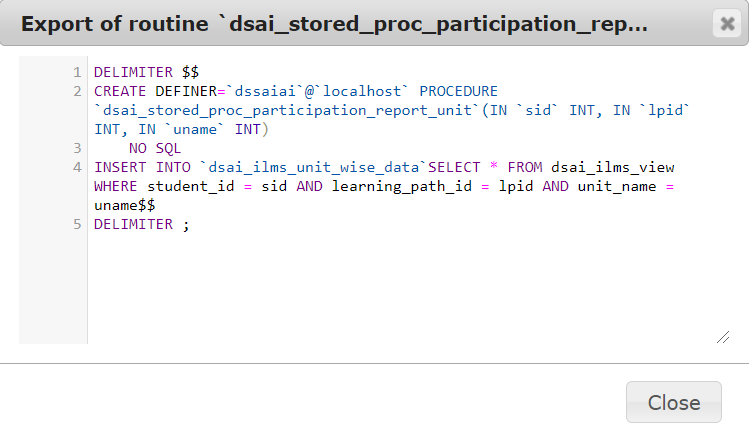 Export of routine `dsai_stored_proc_participation_rep...
1 DELIMITER $$
2 CREATE DEFINER=`dssaiai`@`localhost` PROCEDURE
`dsai_stored_proc_participation_report_unit`(IN `sid` INT, IN `lpid`
INT, IN `uname` INT)
3     NO SQL
4 INSERT INTO `dsai_ilms_unit_wise_data`SELECT * FROM dsai_ilms_view
WHERE student_id = sid AND learning_path_id = lpid AND unit_name =
uname$$
5 DELIMITER ;
Close